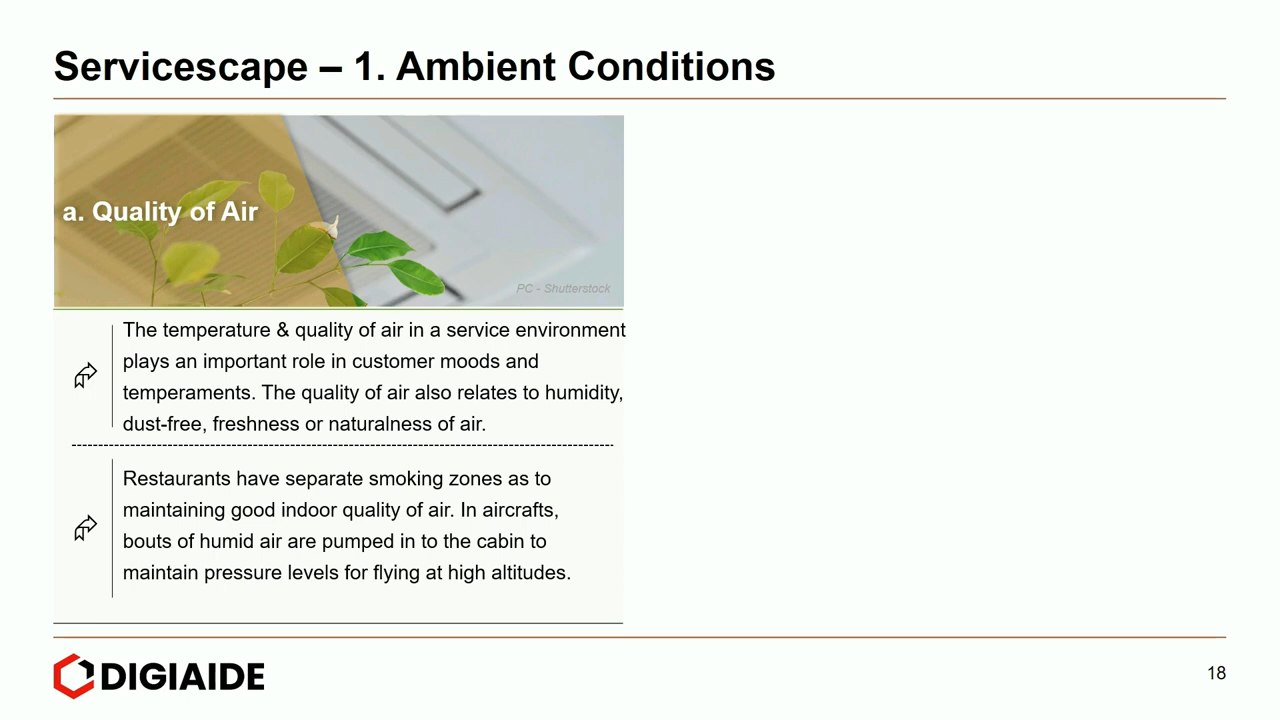 Servicescape – 1. Ambient Conditions
a. Quality of Air
PC - Shutterstock
The temperature & quality of air in a service environment
plays an important role in customer moods and
temperaments. The quality of air also relates to humidity,
dust-free, freshness or naturalness of air.
Restaurants have separate smoking zones as to
maintaining good indoor quality of air. In aircrafts,
bouts of humid air are pumped in to the cabin to
maintain pressure levels for flying at high altitudes.
DIGIAIDE
18